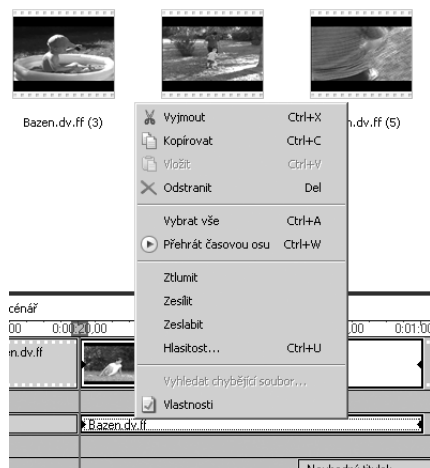 Bazen.dv.ff (3)
n.dv.ff (5)
Vyjmout Ctrl+X
Kopírovat Ctrl+C
Vložit Ctrl+V
Odstranit Del
Vybrat vše Ctrl+A
Přehrát časovou osu Ctrl+W
Ztlumit
Zesílit
Zeslabit
Hlasitost... Ctrl+U
Vyhledat chybějící soubor...
Vlastnosti
cénář
00 0:00:20,00 ,00 0:01:0
en.dv.ff
Bazen.dv.ff